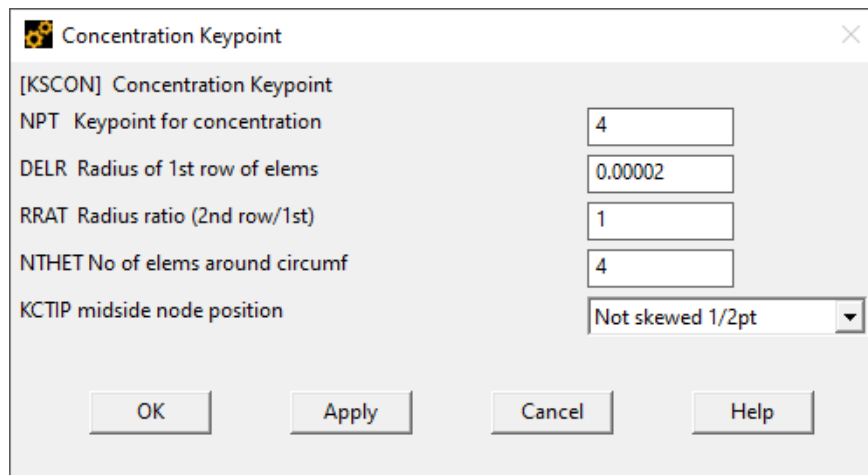 Concentration Keypoint
[KSCON] Concentration Keypoint
NPT Keypoint for concentration 4
DELR Radius of 1st row of elems 0.00002
RRAT Radius ratio (2nd row/1st) 1
NTHET No of elems around circumf 4
KCTIP midside node position Not skewed 1/2pt
OK Apply Cancel Help